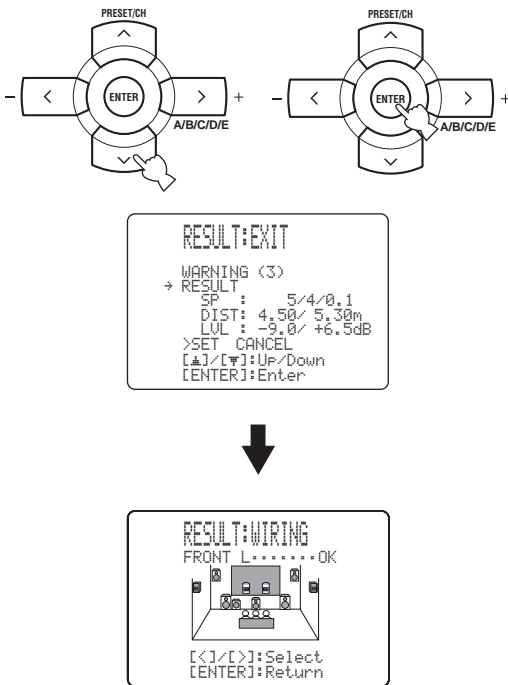 PRESET/CH
ENTER
- +
A/B/C/D/E
PRESET/CH
ENTER
- +
A/B/C/D/E
RESULT:EXIT
WARNING (3)
→ RESULT
SP : 5/4/0.1
DIST: 4.50/ 5.30m
LVL : -9.0/ +6.5dB
>SET CANCEL
[▲]/[▼]:Up/Down
[ENTER]:Enter
RESULT:WIRING
FRONT L·······OK
[<]/[>]:Select
[ENTER]:Return